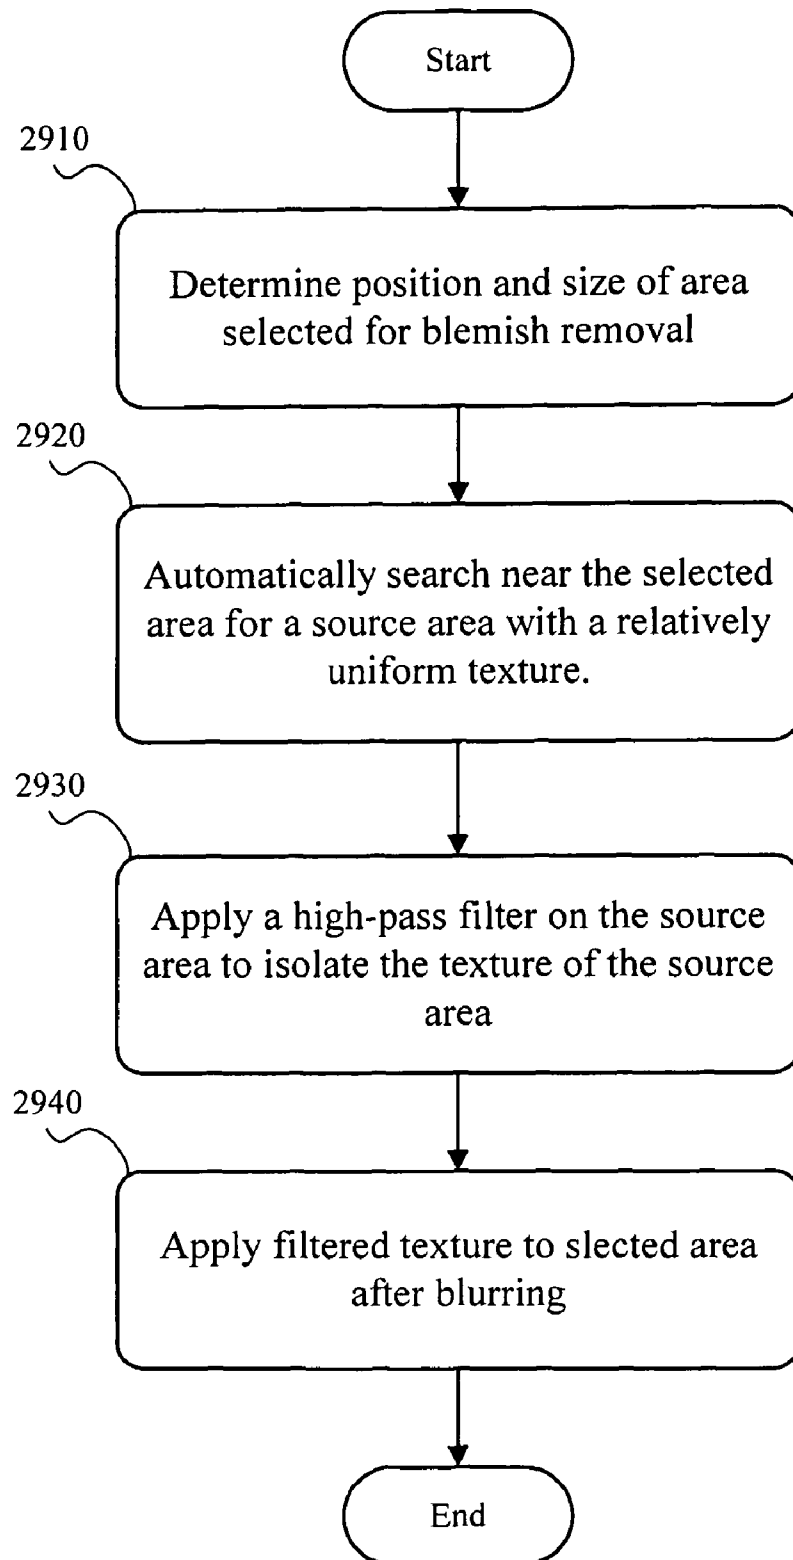 Start
2910
Determine position and size of area
selected for blemish removal
2920
Automatically search near the selected
area for a source area with a relatively
uniform texture.
2930
Apply a high-pass filter on the source
area to isolate the texture of the source
area
2940
Apply filtered texture to slected area
after blurring
End